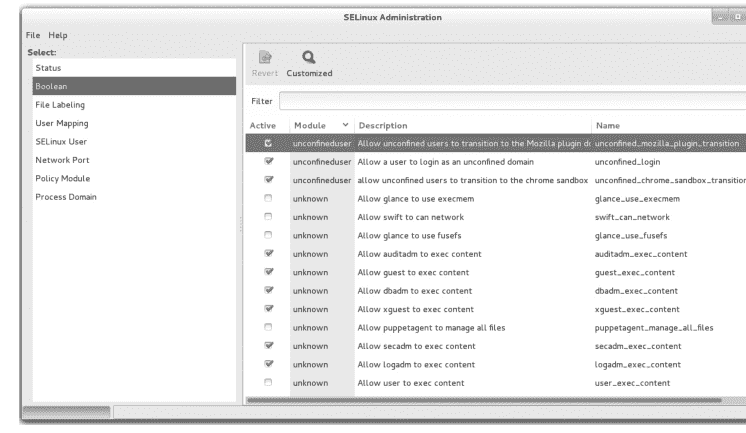 SELinux Administration
File Help
Select:
Status
Boolean
File Labeling
User Mapping
SELinux User
Network Port
Policy Module
Process Domain
Revert Customized
Filter
Active Module Description Name
unconfineduser Allow unconfined users to transition to the Mozilla plugin dc unconfined_mozilla_plugin_transition
unconfineduser Allow a user to login as an unconfined domain unconfined_login
unconfineduser allow unconfined users to transition to the chrome sandbox unconfined_chrome_sandbox_transition
unknown Allow glance to use execmem glance_use_execmem
unknown Allow swift to can network swift_can_network
unknown Allow glance to use fusefs glance_use_fusefs
unknown Allow auditadm to exec content auditadm_exec_content
unknown Allow guest to exec content guest_exec_content
unknown Allow dbadm to exec content dbadm_exec_content
unknown Allow xguest to exec content xguest_exec_content
unknown Allow puppetagent to manage all files puppetagent_manage_all_files
unknown Allow secadm to exec content secadm_exec_content
unknown Allow logadm to exec content logadm_exec_content
unknown Allow user to exec content user_exec_content